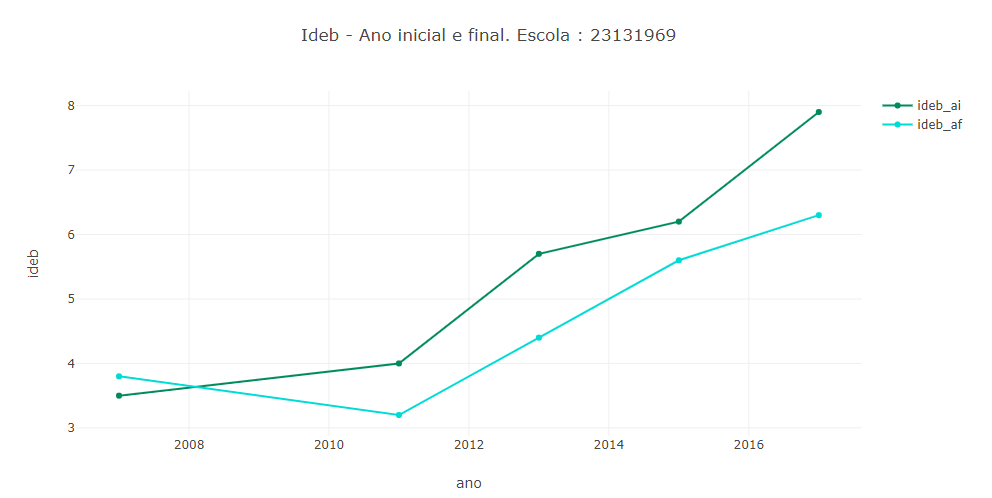 Ideb - Ano inicial e final. Escola : 23131969
ideb_ai
ideb_af
8
7
6
5
4
3
ideb
2008
2010
2012
2014
2016
ano